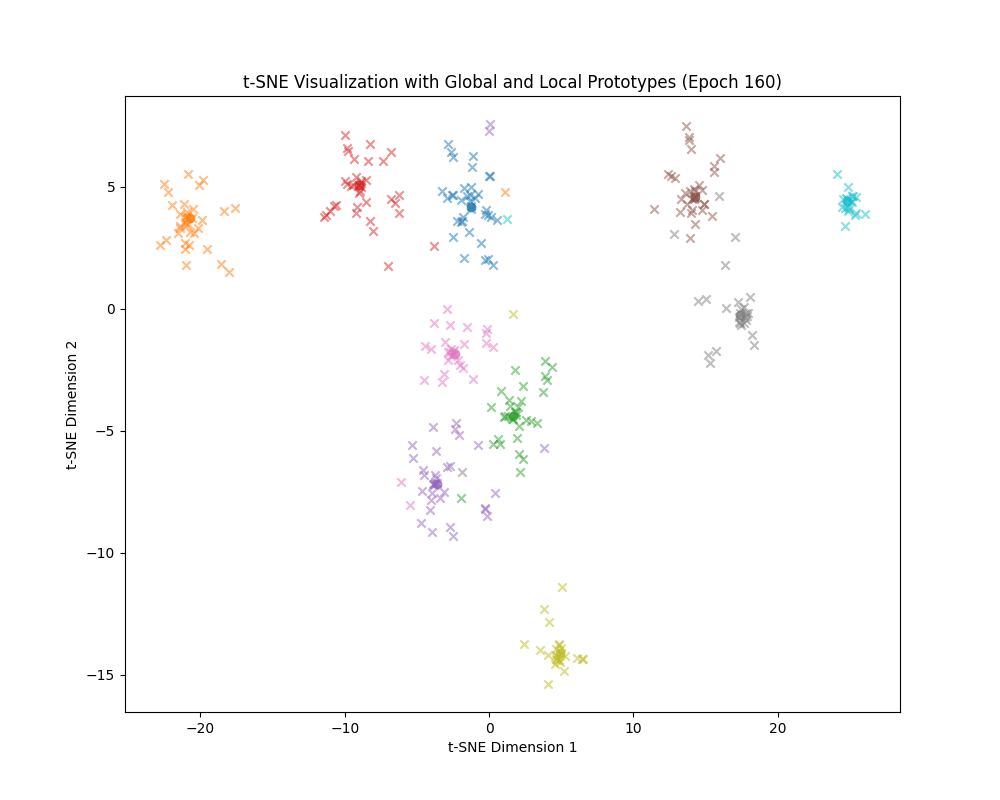 t-SNE Visualization with Global and Local Prototypes (Epoch 160)
5
0
−5
−10
−15
t-SNE Dimension 2
−20 −10 0 10 20
t-SNE Dimension 1